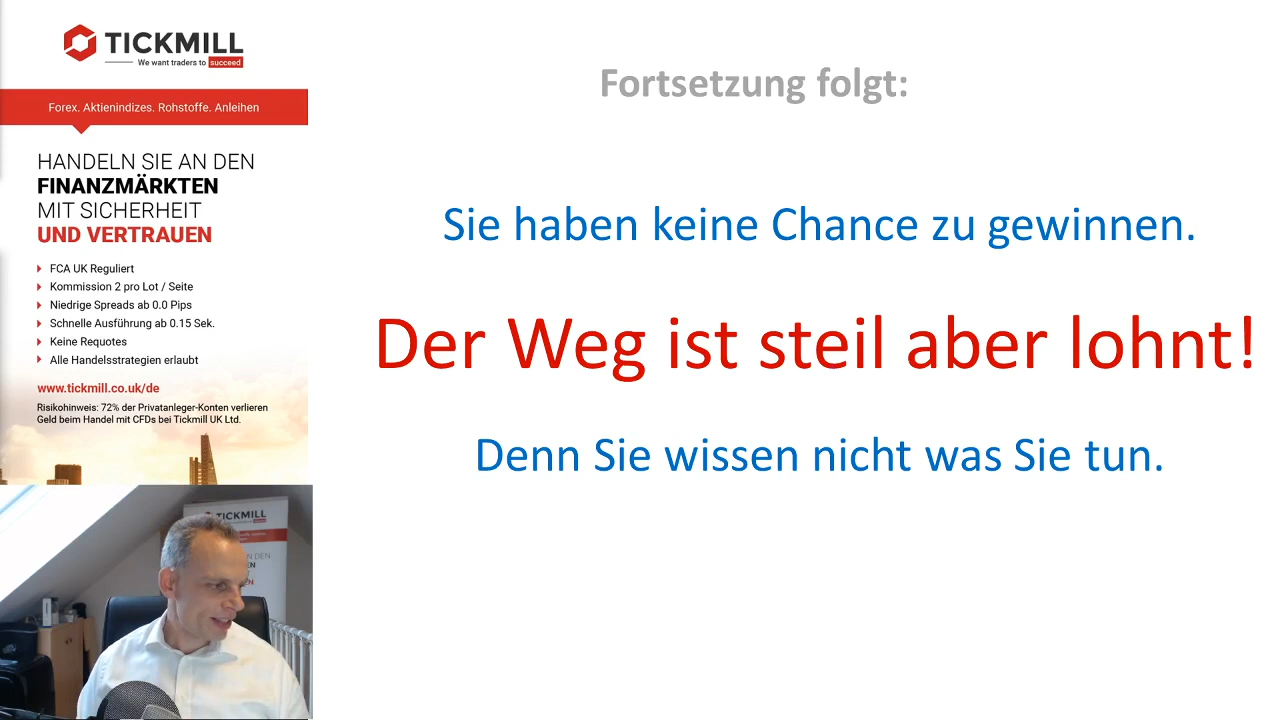 TICKMILL
We want traders to succeed
Forex. Aktienindizes. Rohstoffe. Anleihen
HANDELN SIE AN DEN
FINANZMÄRKTEN
MIT SICHERHEIT
UND VERTRAUEN
FCA UK Reguliert
Kommission 2 pro Lot / Seite
Niedrige Spreads ab 0.0 Pips
Schnelle Ausführung ab 0.15 Sek.
Keine Requotes
Alle Handelsstrategien erlaubt
www.tickmill.co.uk/de
Risikohinweis: 72% der Privatanleger-Konten verlieren
Geld beim Handel mit CFDs bei Tickmill UK Ltd.
TICKMILL
Fortsetzung folgt:
Sie haben keine Chance zu gewinnen.
Der Weg ist steil aber lohnt!
Denn Sie wissen nicht was Sie tun.